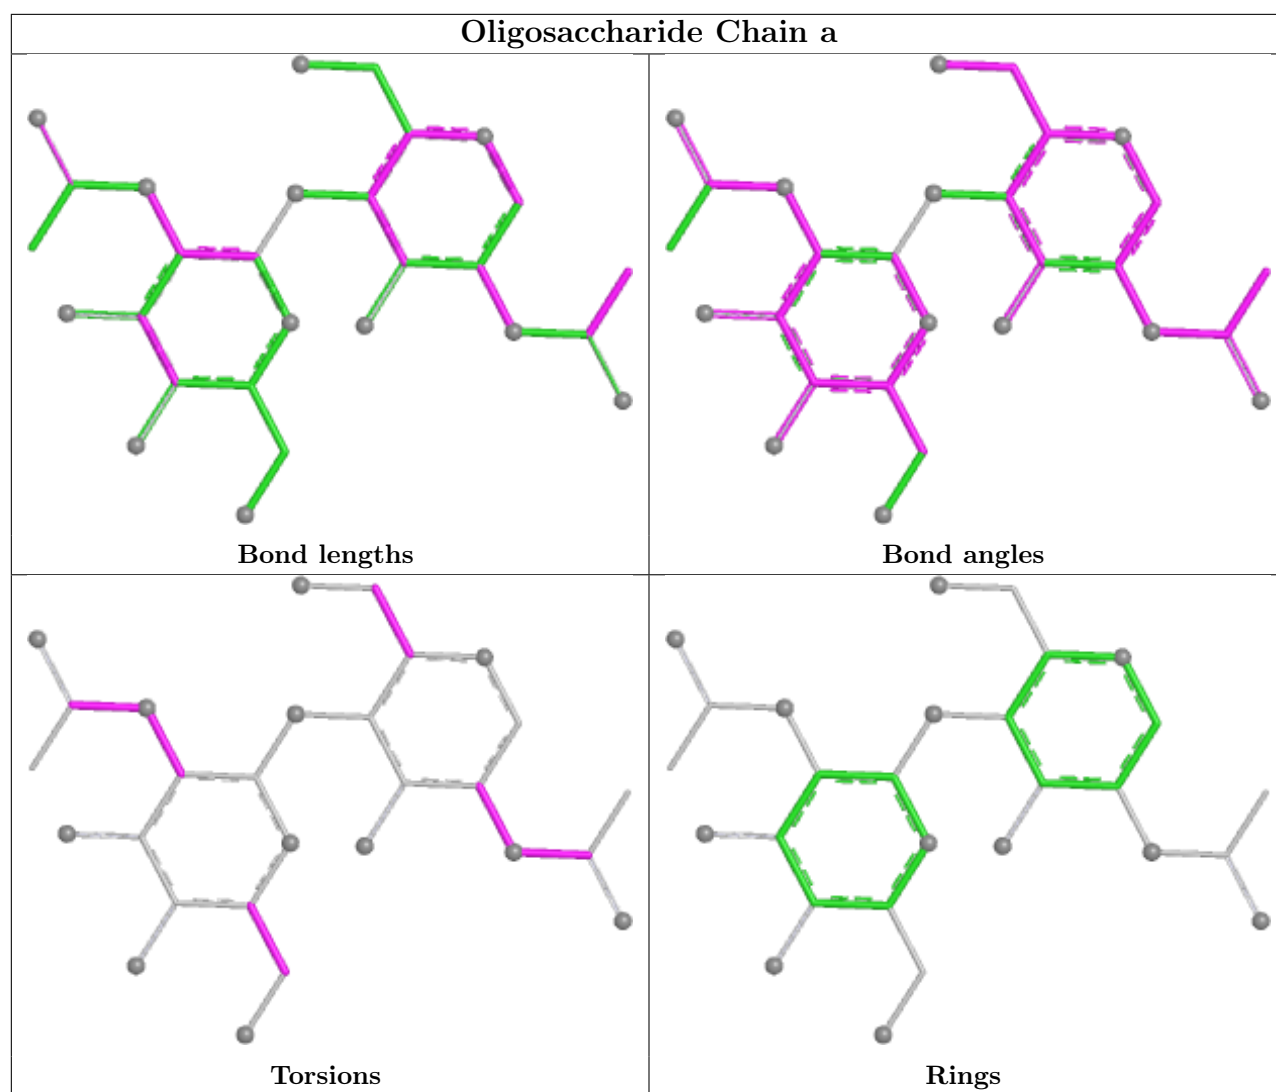 Oligosaccharide Chain a
Bond lengths
Bond angles
Torsions
Rings